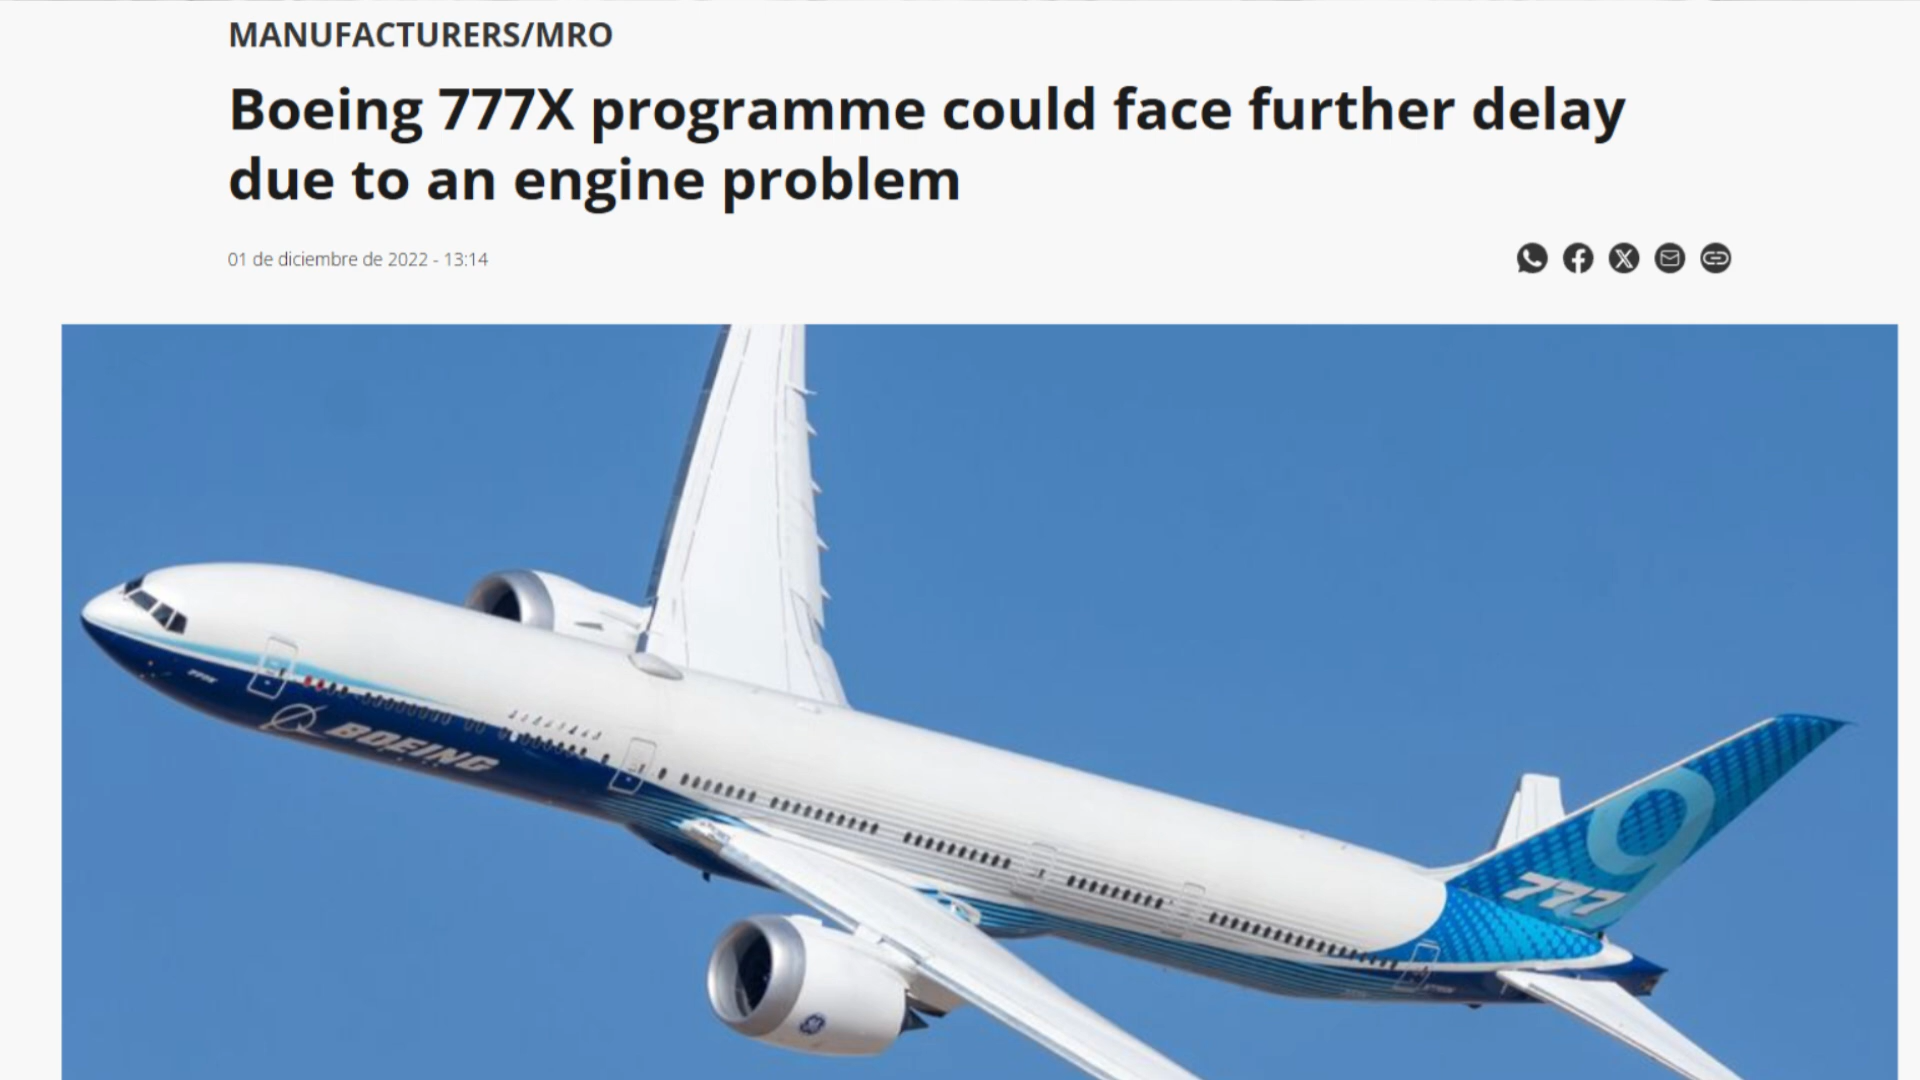 MANUFACTURERS/MRO
Boeing 777X programme could face further delay
due to an engine problem
01 de diciembre de 2022 - 13:14
BOEING
9
777